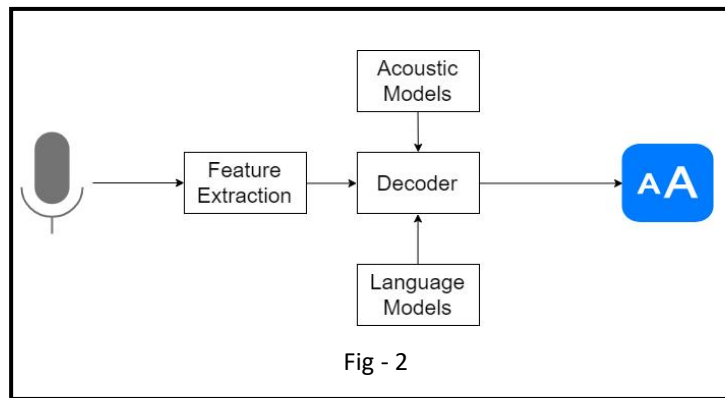 Acoustic
Models
Feature
Extraction
Decoder
AA
Language
Models
Fig - 2